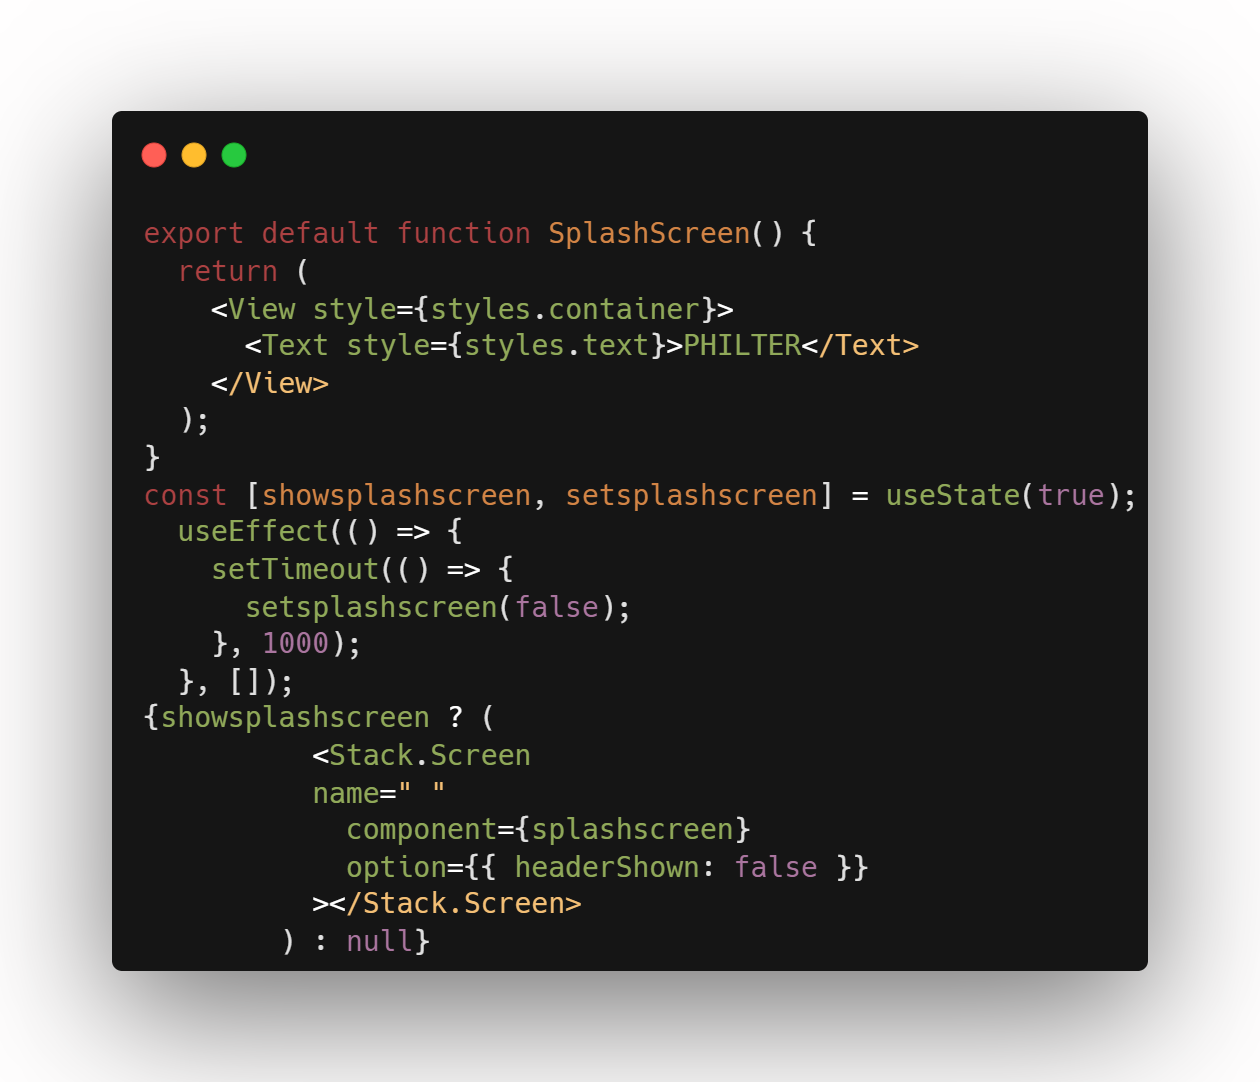 export default function SplashScreen() {
  return (
    <View style={styles.container}>
      <Text style={styles.text}>PHILTER</Text>
    </View>
  );
}
const [showsplashscreen, setsplashscreen] = useState(true);
  useEffect(() => {
    setTimeout(() => {
      setsplashscreen(false);
    }, 1000);
  }, []);
{showsplashscreen ? (
          <Stack.Screen
          name=" "
            component={splashscreen}
            option={{ headerShown: false }}
          ></Stack.Screen>
        ) : null}